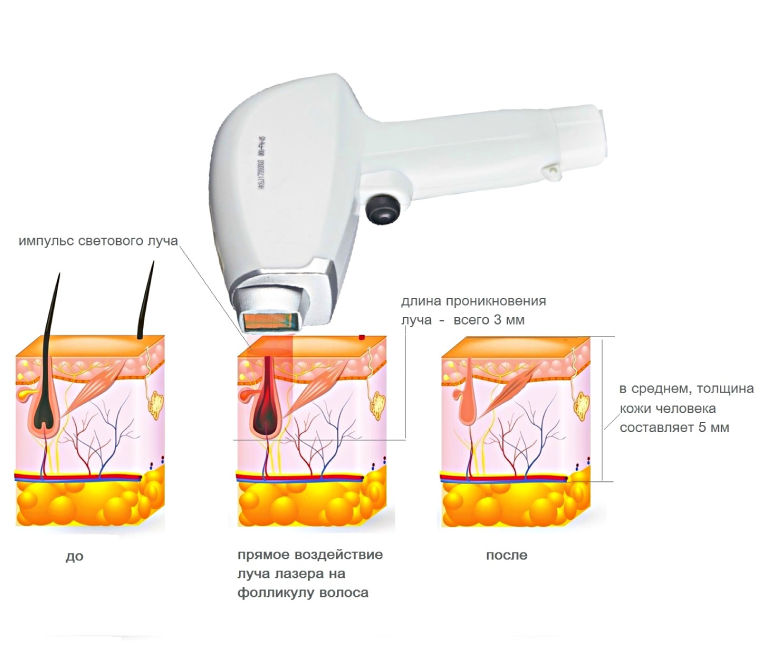 импульс светового луча
длина проникновения
луча - всего 3 мм
в среднем, толщина
кожи человека
составляет 5 мм
до
прямое воздействие
луча лазера на
фолликулу волоса
после